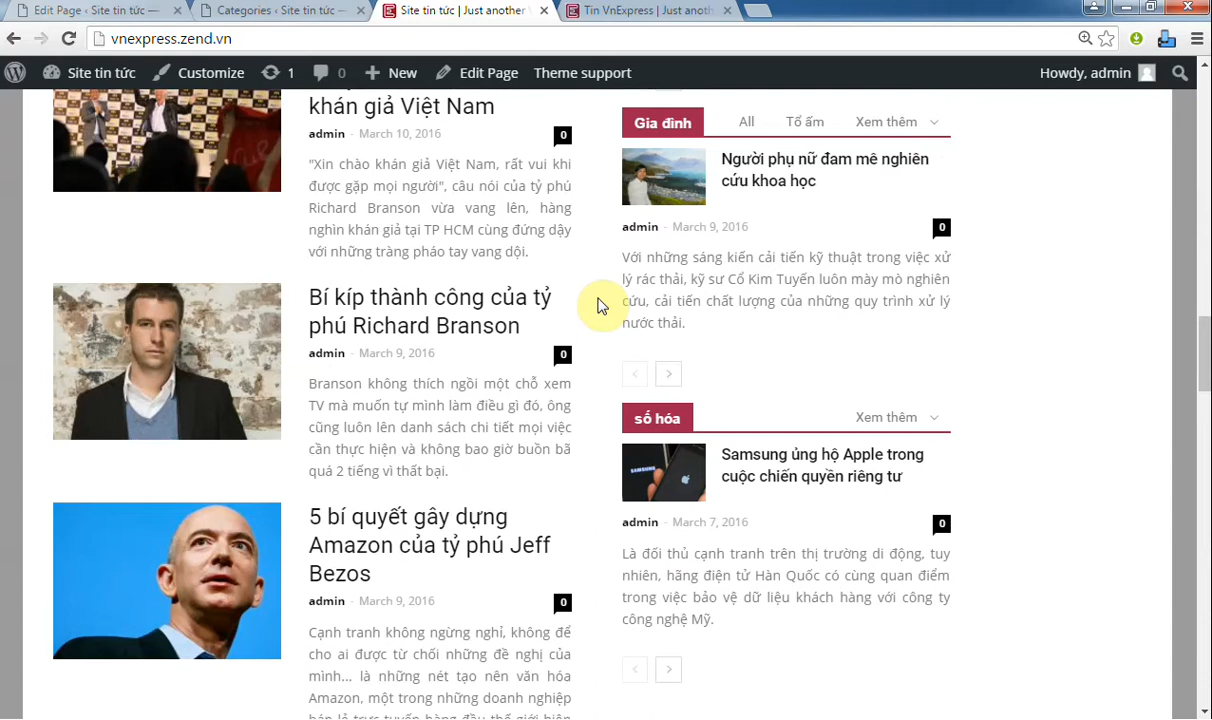 Edit Page ‹ Site tin tức —
Categories ‹ Site tin tức —
Site tin tức | Just another
Tin VnExpress | Just anoth
vnexpress.zend.vn
Site tin tức
Customize
1
0
New
Edit Page
Theme support
Howdy, admin
khán giả Việt Nam
admin - March 10, 2016
0
"Xin chào khán giả Việt Nam, rất vui khi
được gặp mọi người", câu nói của tỷ phú
Richard Branson vừa vang lên, hàng
nghìn khán giả tại TP HCM cùng đứng dậy
với những tràng pháo tay vang dội.
Bí kíp thành công của tỷ
phú Richard Branson
admin - March 9, 2016
0
Branson không thích ngồi một chỗ xem
TV mà muốn tự mình làm điều gì đó, ông
cũng luôn lên danh sách chi tiết mọi việc
cần thực hiện và không bao giờ buồn bã
quá 2 tiếng vì thất bại.
5 bí quyết gây dựng
Amazon của tỷ phú Jeff
Bezos
admin - March 9, 2016
0
Cạnh tranh không ngừng nghỉ, không để
cho ai được từ chối những đề nghị của
mình... là những nét tạo nên văn hóa
Amazon, một trong những doanh nghiệp
bán lẻ trực tuyến hàng đầu thế giới hiện
Gia đình
All
Tổ ấm
Xem thêm
Người phụ nữ đam mê nghiên
cứu khoa học
admin - March 9, 2016
0
Với những sáng kiến cải tiến kỹ thuật trong việc xử
lý rác thải, kỹ sư Cổ Kim Tuyến luôn mày mò nghiên
cứu, cải tiến chất lượng của những quy trình xử lý
nước thải.
số hóa
Xem thêm
SAMSUNG
Samsung ủng hộ Apple trong
cuộc chiến quyền riêng tư
admin - March 7, 2016
0
Là đối thủ cạnh tranh trên thị trường di động, tuy
nhiên, hãng điện tử Hàn Quốc có cùng quan điểm
trong việc bảo vệ dữ liệu khách hàng với công ty
công nghệ Mỹ.